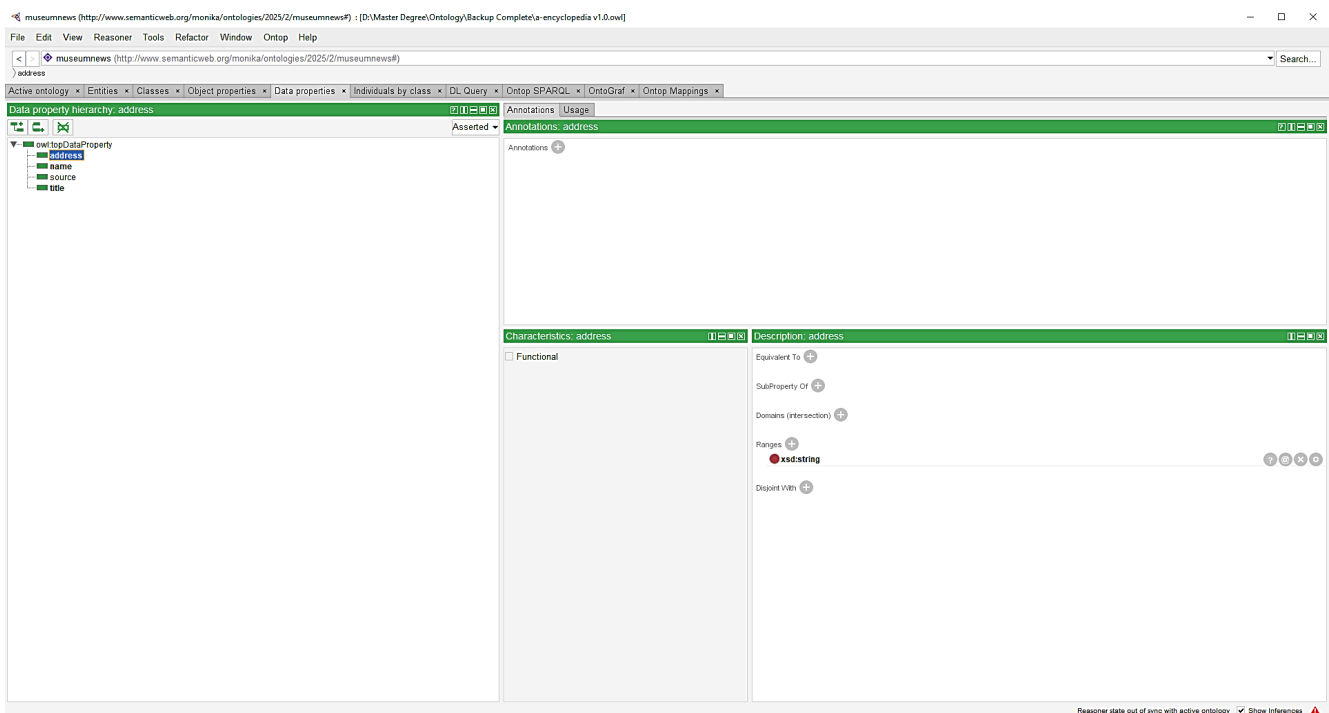 museumnews (http://www.semanticweb.org/monika/ontologies/2025/2/museumnews#) : [D:\Master Degree\Ontology\Backup Complete\a-encyclopedia v1.0.owl]
File Edit View Reasoner Tools Refactor Window Ontop Help
< > museumnews (http://www.semanticweb.org/monika/ontologies/2025/2/museumnews#) Search...
address
Active ontology × Entities × Classes × Object properties × Data properties × Individuals by class × DL Query × Ontop SPARQL × OntoGraf × Ontop Mappings ×
Data property hierarchy: address
Asserted
owl:topDataProperty
address
name
source
title
Annotations Usage
Annotations: address
Annotations
Characteristics: address
Functional
Description: address
Equivalent To
SubProperty Of
Domains (intersection)
Ranges
xsd:string
Disjoint With
Reasoner state out of sync with active ontology Show Inferences